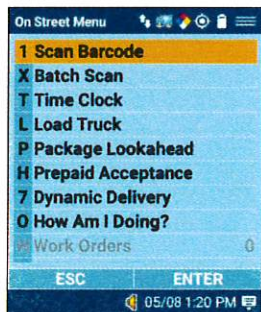 On Street Menu
1 Scan Barcode
X Batch Scan
T Time Clock
L Load Truck
P Package Lookahead
H Prepaid Acceptance
7 Dynamic Delivery
O How Am I Doing?
Work Orders 0
ESC ENTER
05/08 1:20 PM